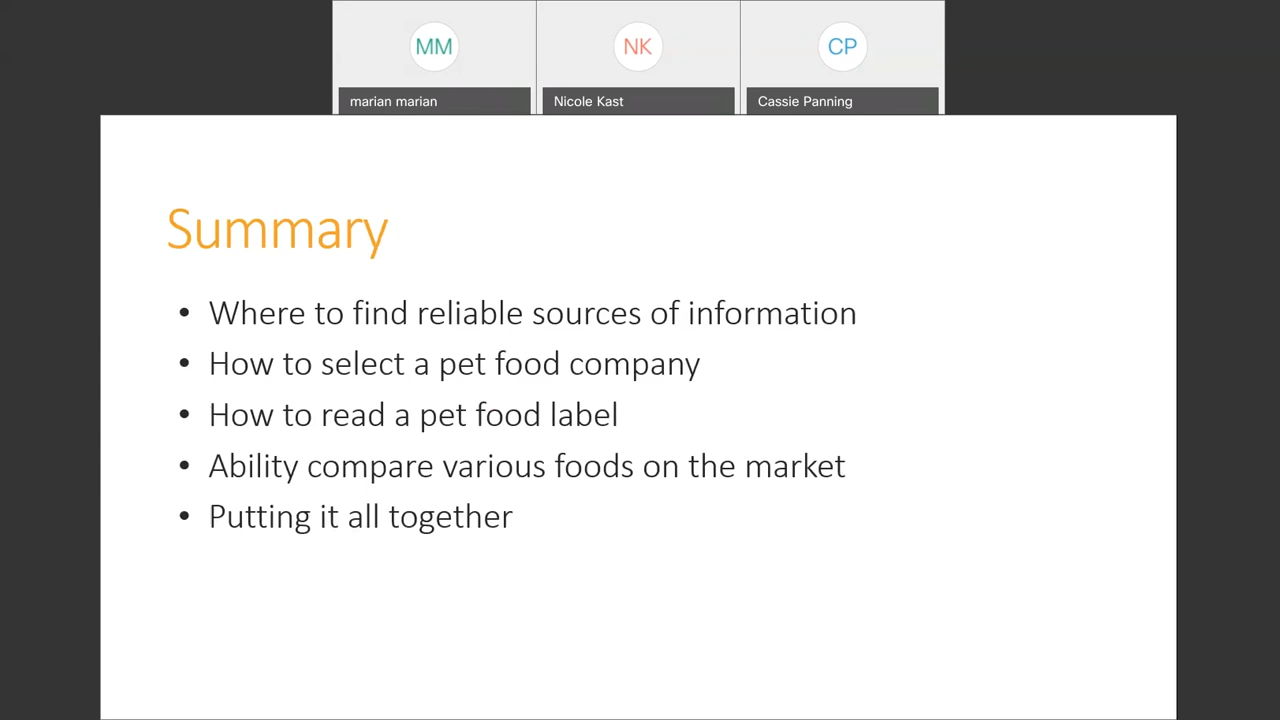 MM
NK
CP
marian marian
Nicole Kast
Cassie Panning
Summary
• Where to find reliable sources of information
• How to select a pet food company
• How to read a pet food label
• Ability compare various foods on the market
• Putting it all together